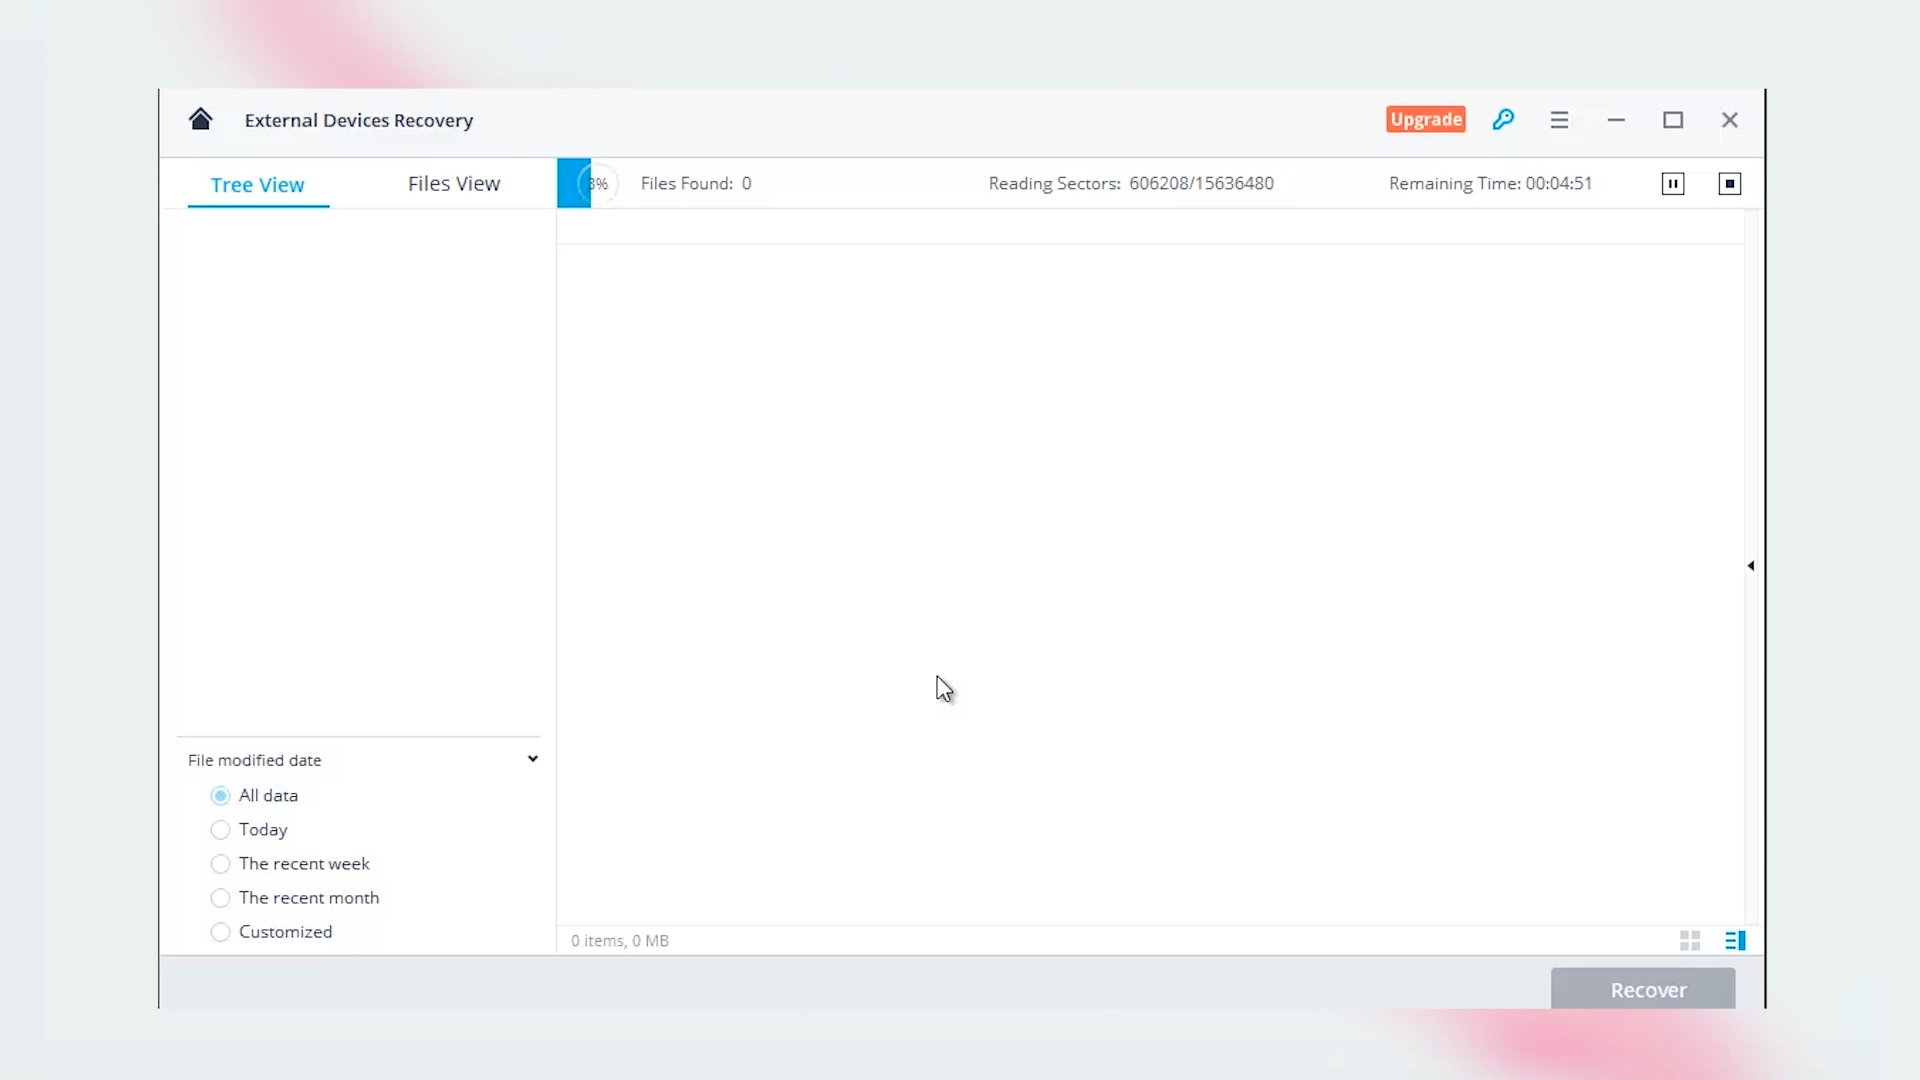 External Devices Recovery
Upgrade
Tree View
Files View
3%
Files Found: 0
Reading Sectors: 606208/15636480
Remaining Time: 00:04:51
File modified date
All data
Today
The recent week
The recent month
Customized
0 items, 0 MB
Recover